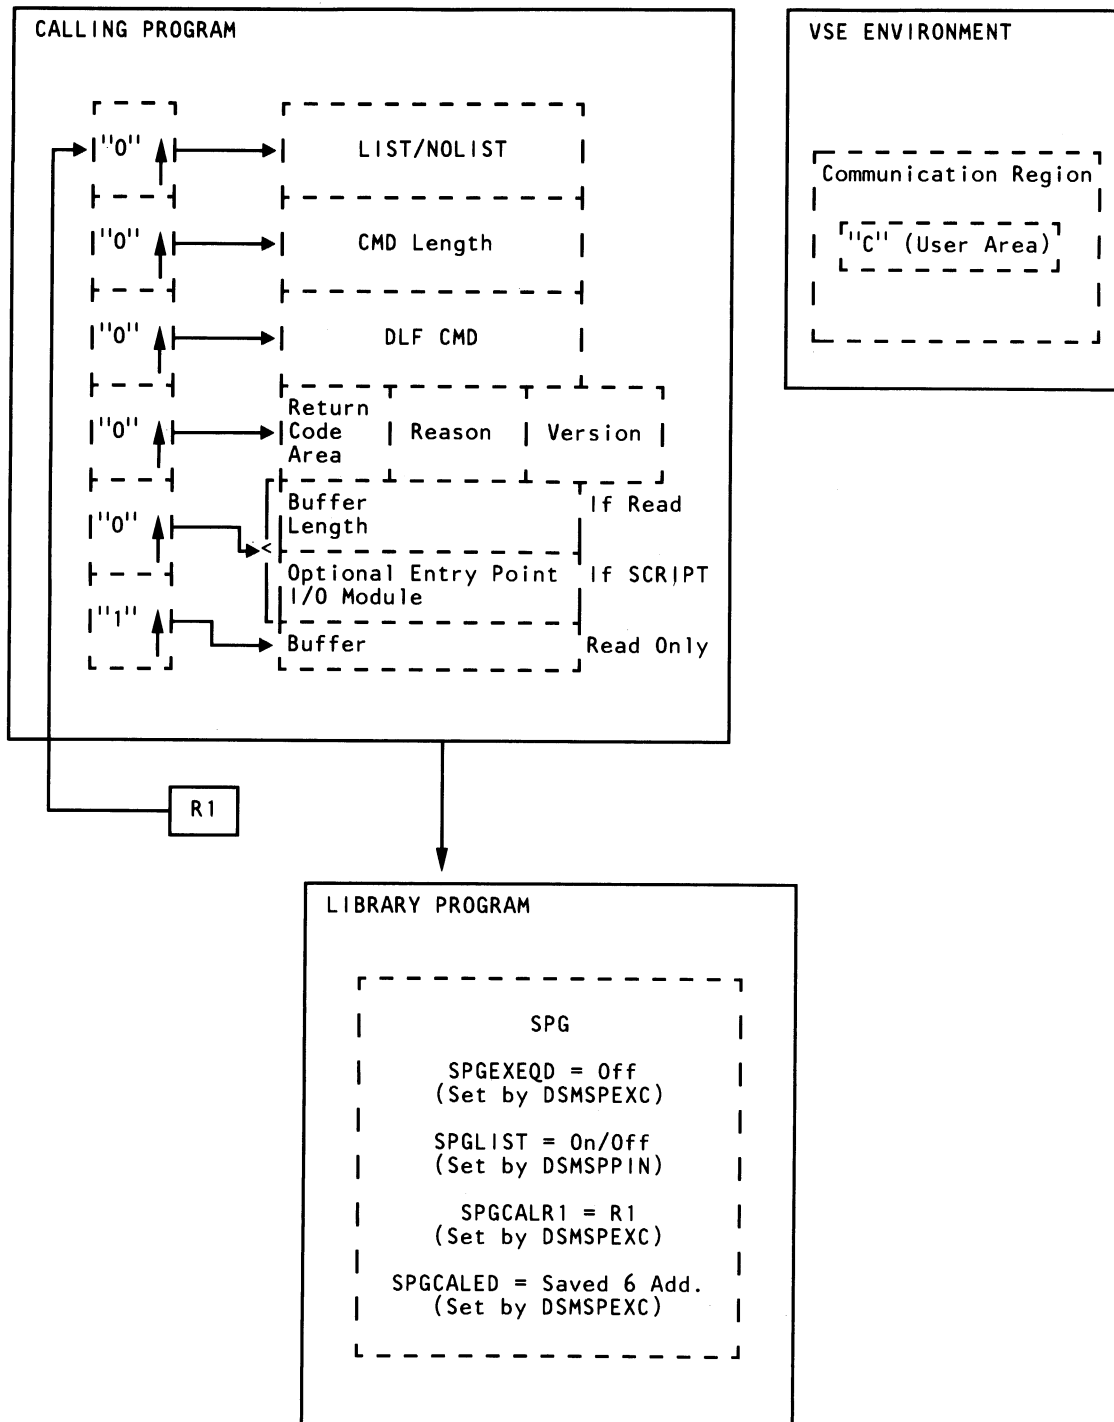 CALLING PROGRAM
"0" LIST/NOLIST
"0" CMD Length
"0" DLF CMD
"0" Return Code Area Reason Version
"0" Buffer Length If Read
Optional Entry Point I/O Module If SCRIPT
"1" Buffer Read Only
R1
VSE ENVIRONMENT
Communication Region
"C" (User Area)
LIBRARY PROGRAM
SPG
SPGEXEQD = Off
(Set by DSMSPEXC)
SPGLIST = On/Off
(Set by DSMSPPIN)
SPGCALR1 = R1
(Set by DSMSPEXC)
SPGCALED = Saved 6 Add.
(Set by DSMSPEXC)